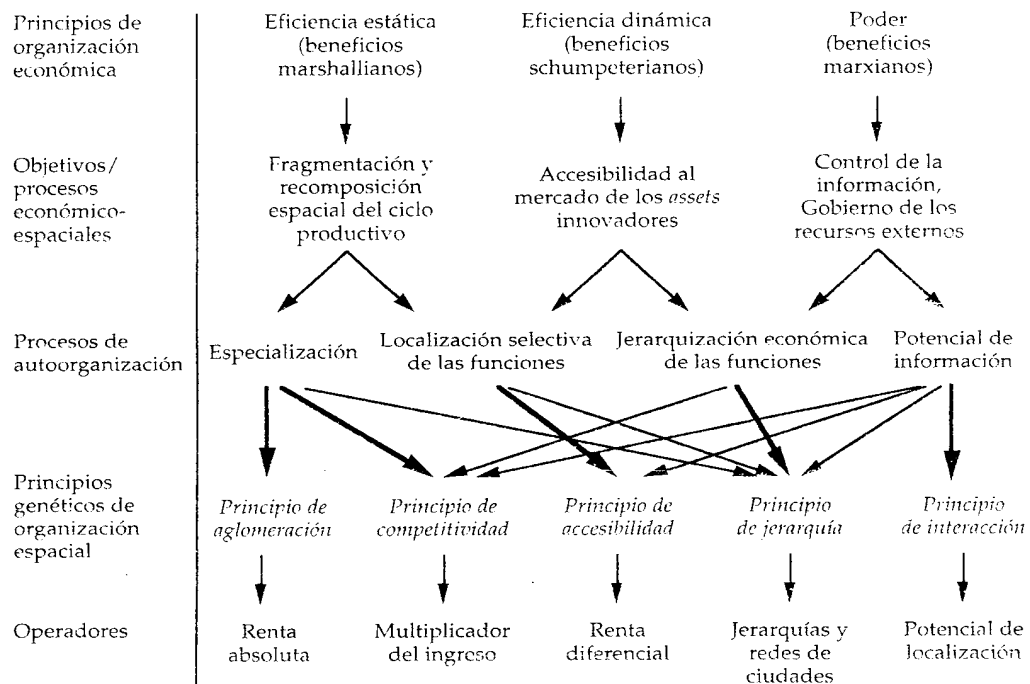 Principios de
organización
económica
Eficiencia estática
(beneficios
marshallianos)
Eficiencia dinámica
(beneficios
schumpeterianos)
Poder
(beneficios
marxianos)
Objetivos/
procesos
económico-
espaciales
Fragmentación y
recomposición
espacial del ciclo
productivo
Accesibilidad al
mercado de los assets
innovadores
Control de la
información,
Gobierno de los
recursos externos
Procesos de
autoorganización
Especialización
Localización selectiva
de las funciones
Jerarquización económica
de las funciones
Potencial de
información
Principios
genéticos de
organización
espacial
Principio de
aglomeración
Principio de
competitividad
Principio de
accesibilidad
Principio
de jerarquía
Principio
de interacción
Operadores
Renta
absoluta
Multiplicador
del ingreso
Renta
diferencial
Jerarquías y
redes de
ciudades
Potencial de
localización